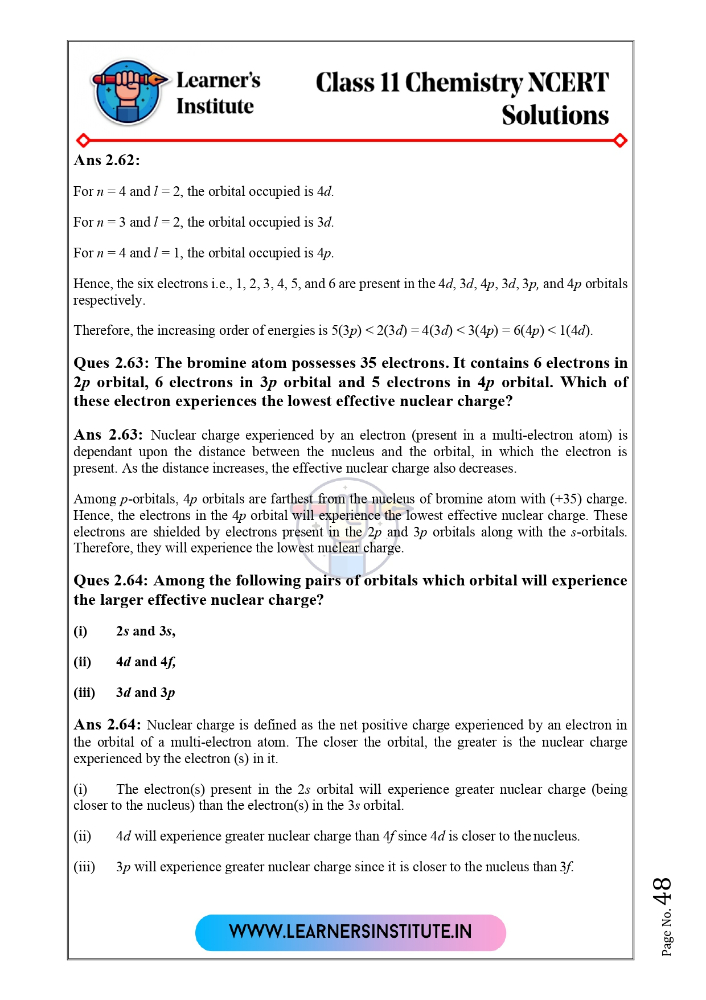 Learner's
Institute
Class 11 Chemistry NCERT
Solutions
Ans 2.62:
For n = 4 and l = 2, the orbital occupied is 4d.
For n = 3 and l = 2, the orbital occupied is 3d.
For n = 4 and l = 1, the orbital occupied is 4p.
Hence, the six electrons i.e., 1, 2, 3, 4, 5, and 6 are present in the 4d, 3d, 4p, 3d, 3p, and 4p orbitals
respectively.
Therefore, the increasing order of energies is 5(3p) < 2(3d) = 4(3d) < 3(4p) = 6(4p) < 1(4d).
Ques 2.63: The bromine atom possesses 35 electrons. It contains 6 electrons in
2p orbital, 6 electrons in 3p orbital and 5 electrons in 4p orbital. Which of
these electron experiences the lowest effective nuclear charge?
Ans 2.63: Nuclear charge experienced by an electron (present in a multi-electron atom) is
dependant upon the distance between the nucleus and the orbital, in which the electron is
present. As the distance increases, the effective nuclear charge also decreases.
Among p-orbitals, 4p orbitals are farthest from the nucleus of bromine atom with (+35) charge.
Hence, the electrons in the 4p orbital will experience the lowest effective nuclear charge. These
electrons are shielded by electrons present in the 2p and 3p orbitals along with the s-orbitals.
Therefore, they will experience the lowest nuclear charge.
Ques 2.64: Among the following pairs of orbitals which orbital will experience
the larger effective nuclear charge?
(i) 2s and 3s,
(ii) 4d and 4f,
(iii) 3d and 3p
Ans 2.64: Nuclear charge is defined as the net positive charge experienced by an electron in
the orbital of a multi-electron atom. The closer the orbital, the greater is the nuclear charge
experienced by the electron (s) in it.
(i) The electron(s) present in the 2s orbital will experience greater nuclear charge (being
closer to the nucleus) than the electron(s) in the 3s orbital.
(ii) 4d will experience greater nuclear charge than 4f since 4d is closer to the nucleus.
(iii) 3p will experience greater nuclear charge since it is closer to the nucleus than 3f.
Page No. 48
WWW.LEARNERSINSTITUTE.IN